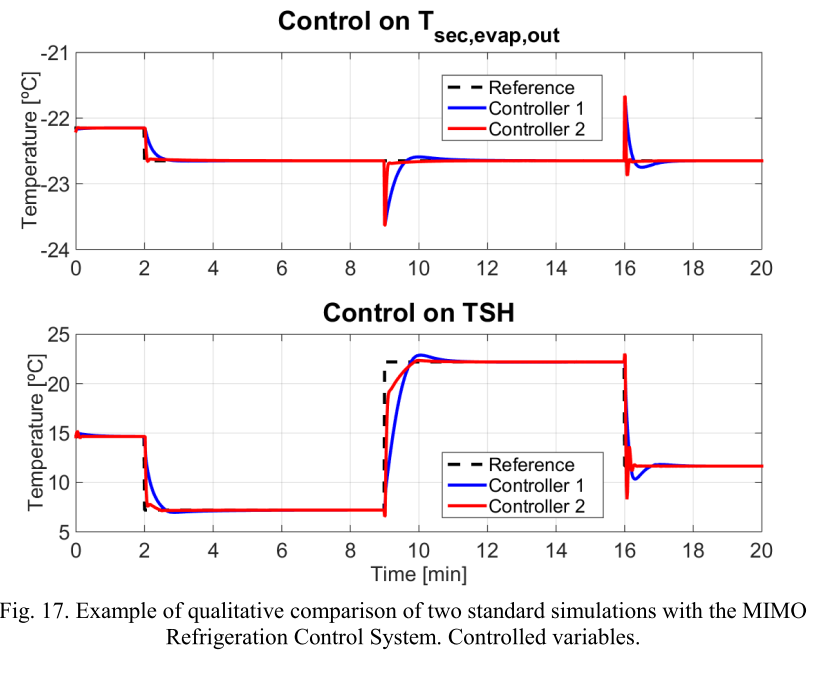 Control on Tsec,evap,out
-21
-22
-23
-24
Temperature [ºC]
Reference
Controller 1
Controller 2
0 2 4 6 8 10 12 14 16 18 20
Control on TSH
25
20
15
10
5
Temperature [ºC]
Reference
Controller 1
Controller 2
0 2 4 6 8 10 12 14 16 18 20
Time [min]
Fig. 17. Example of qualitative comparison of two standard simulations with the MIMO
Refrigeration Control System. Controlled variables.